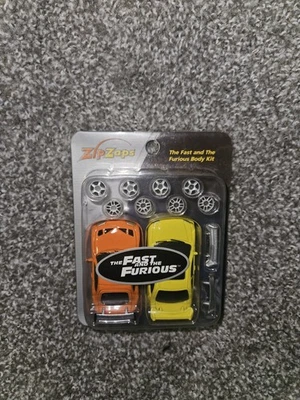 ZipZaps
The Fast and The
Furious Body Kit
THE FAST
AND THE
FURIOUS